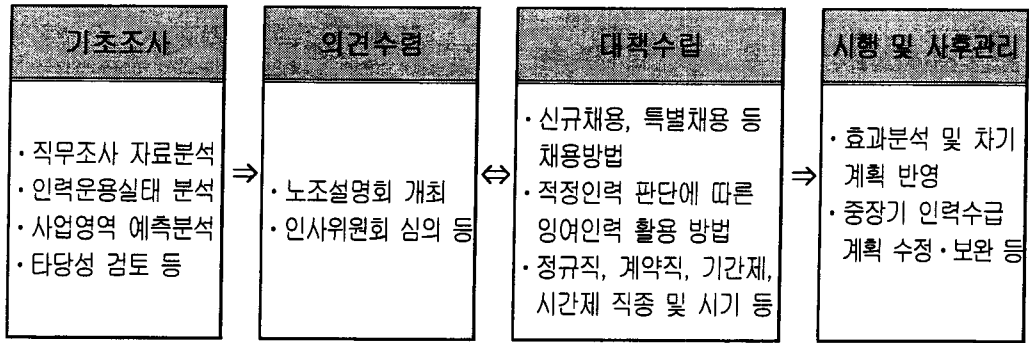 기초조사
· 직무조사 자료분석
· 인력운용실태 분석
· 사업영역 예측분석
· 타당성 검토 등
⇒
의견수렴
· 노조설명회 개최
· 인사위원회 심의 등
⇔
대책수립
· 신규채용, 특별채용 등
채용방법
· 적정인력 판단에 따른
잉여인력 활용 방법
· 정규직, 계약직, 기간제,
시간제 직종 및 시기 등
⇒
시행 및 사후관리
· 효과분석 및 차기
계획 반영
· 중장기 인력수급
계획 수정 · 보완 등